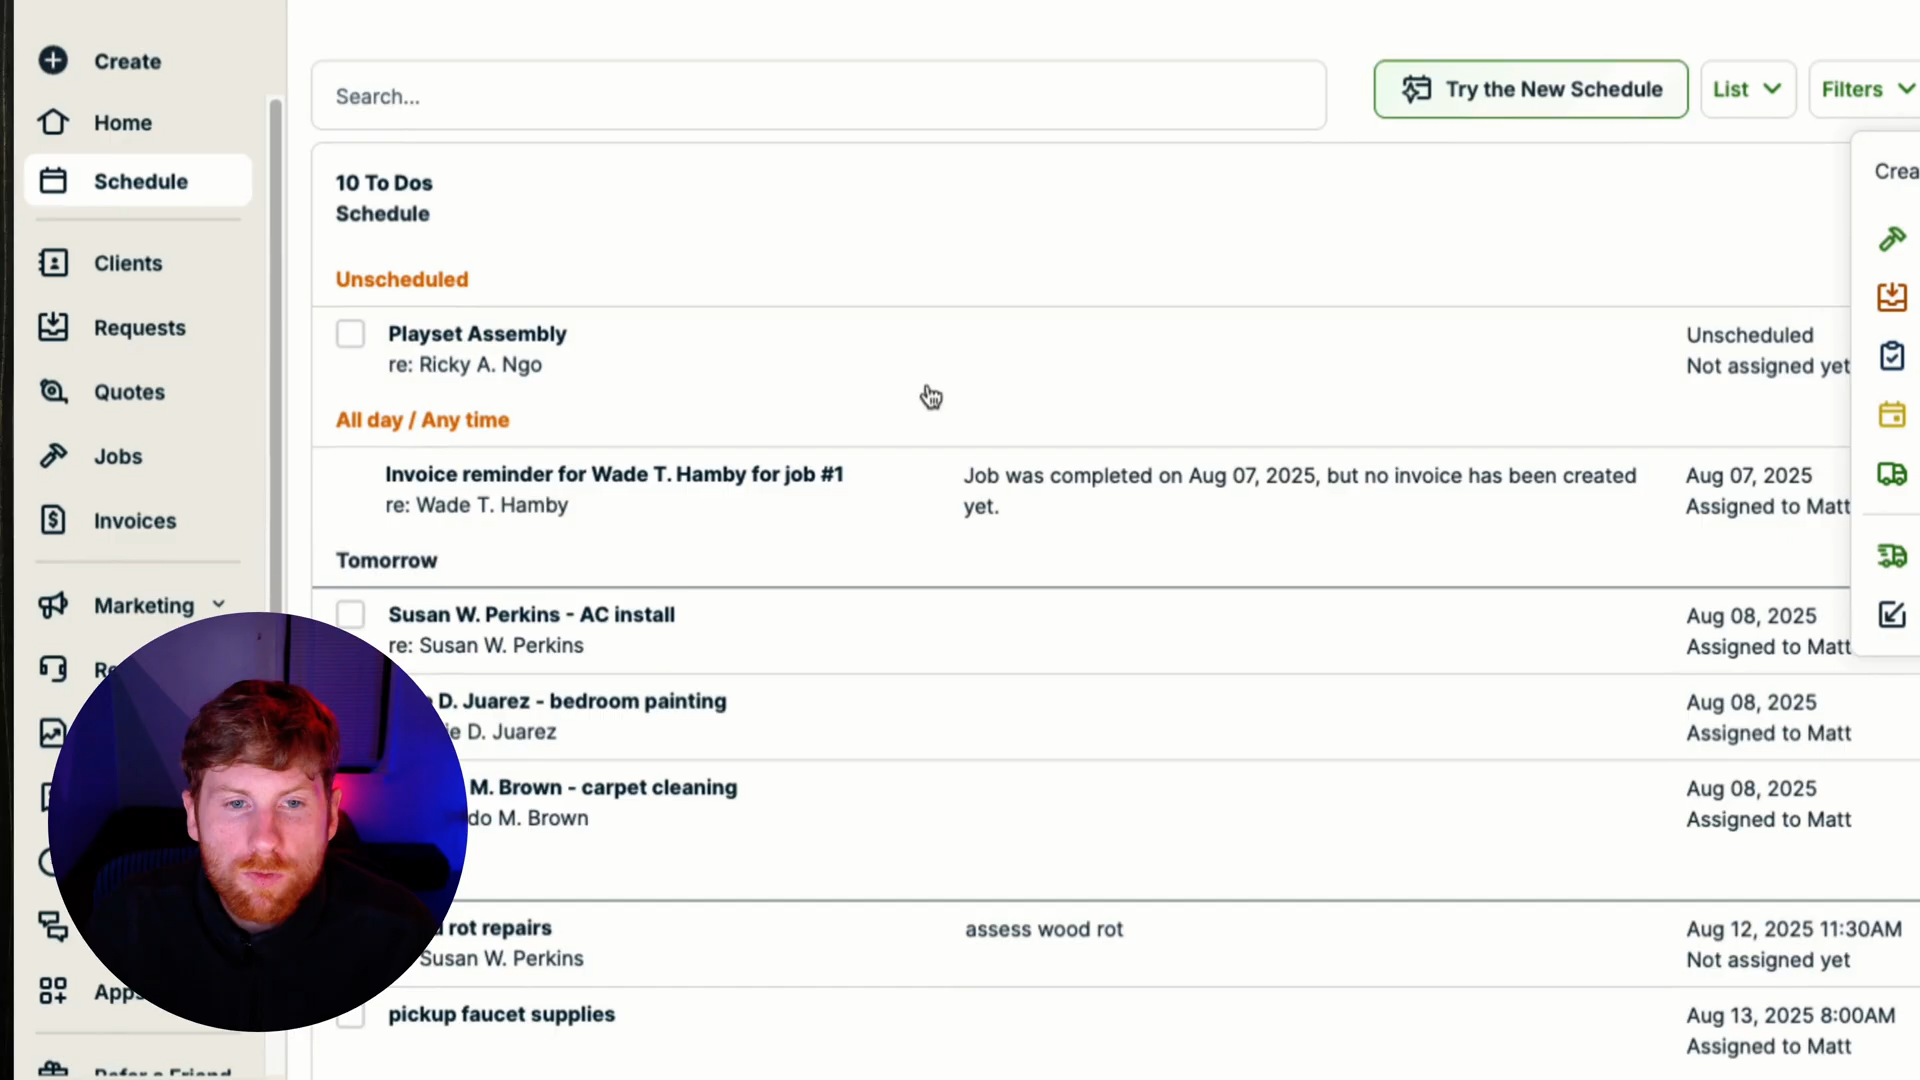 Create
Home
Schedule
Clients
Requests
Quotes
Jobs
Invoices
Marketing
Apps
Refer a Friend
Search...
Try the New Schedule
List
Filters
10 To Dos
Schedule
Unscheduled
Playset Assembly
re: Ricky A. Ngo
Unscheduled
Not assigned yet
All day / Any time
Invoice reminder for Wade T. Hamby for job #1
re: Wade T. Hamby
Job was completed on Aug 07, 2025, but no invoice has been created
yet.
Aug 07, 2025
Assigned to Matt
Tomorrow
Susan W. Perkins - AC install
re: Susan W. Perkins
Aug 08, 2025
Assigned to Matt
D. Juarez - bedroom painting
D. Juarez
Aug 08, 2025
Assigned to Matt
M. Brown - carpet cleaning
M. Brown
Aug 08, 2025
Assigned to Matt
rot repairs
Susan W. Perkins
assess wood rot
Aug 12, 2025 11:30AM
Not assigned yet
pickup faucet supplies
Aug 13, 2025 8:00AM
Assigned to Matt